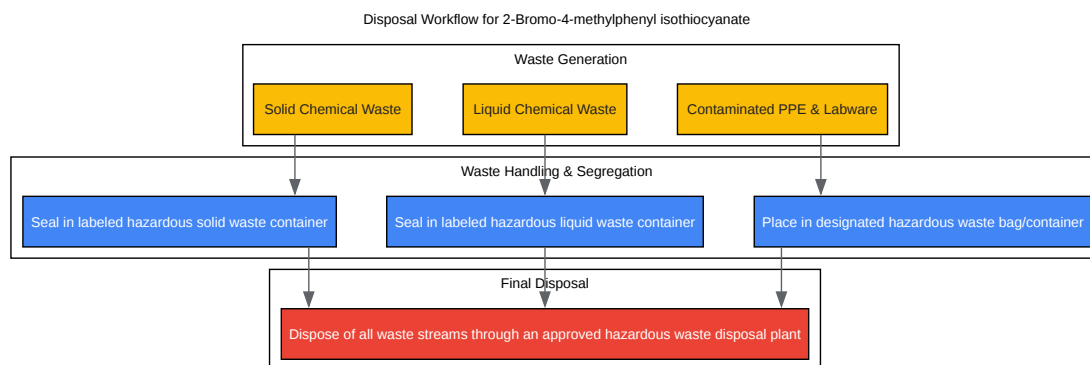 Disposal Workflow for 2-Bromo-4-methylphenyl isothiocyanate
Waste Generation
Solid Chemical Waste
Liquid Chemical Waste
Contaminated PPE & Labware
Waste Handling & Segregation
Seal in labeled hazardous solid waste container
Seal in labeled hazardous liquid waste container
Place in designated hazardous waste bag/container
Final Disposal
Dispose of all waste streams through an approved hazardous waste disposal plant